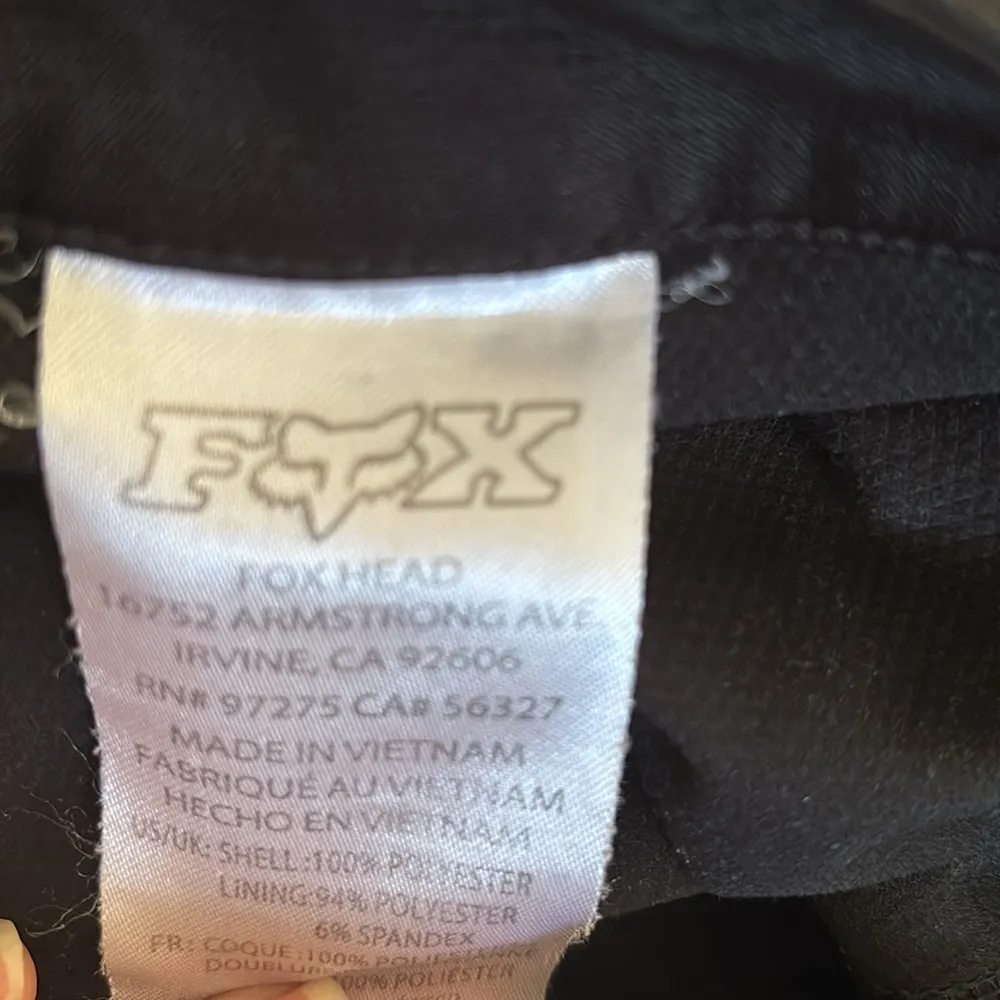 FOX
FOX HEAD
16752 ARMSTRONG AVE
IRVINE, CA 92606
RN# 97275 CA# 56327
MADE IN VIETNAM
FABRIQUÉ AU VIETNAM
HECHO EN VIETNAM
US/UK: SHELL:100% POLYESTER
LINING:94% POLYESTER
6% SPANDEX
FR: COQUE:100%
POLIESTER